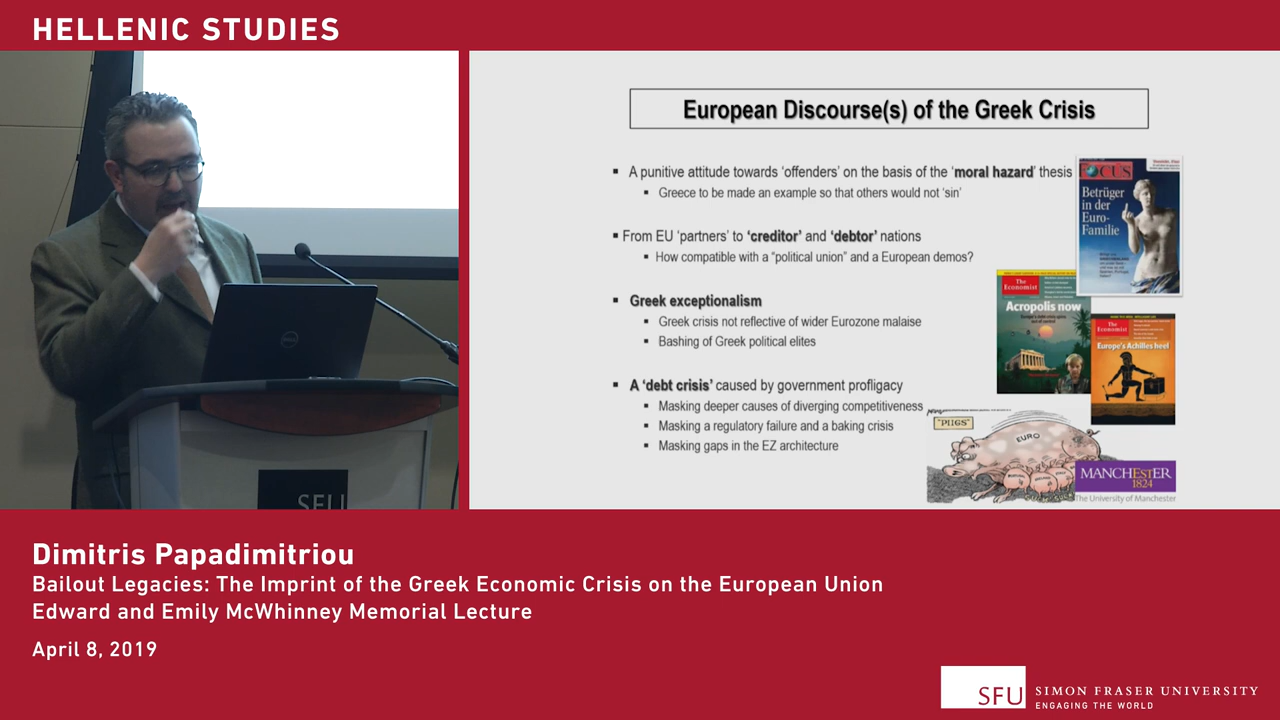 HELLENIC STUDIES
SFU
European Discourse(s) of the Greek Crisis
▪ A punitive attitude towards ‘offenders’ on the basis of the ‘moral hazard’ thesis
▪ Greece to be made an example so that others would not ‘sin’
▪ From EU ‘partners’ to ‘creditor’ and ‘debtor’ nations
▪ How compatible with a “political union” and a European demos?
▪ Greek exceptionalism
▪ Greek crisis not reflective of wider Eurozone malaise
▪ Bashing of Greek political elites
▪ A ‘debt crisis’ caused by government profligacy
▪ Masking deeper causes of diverging competitiveness
▪ Masking a regulatory failure and a baking crisis
▪ Masking gaps in the EZ architecture
FOCUS
Betrüger
in der
Euro-
Familie
The
Economist
Acropolis now
The
Economist
Europe's Achilles heel
"PIIGS"
EURO
MANCHESTER
1824
The University of Manchester
Dimitris Papadimitriou
Bailout Legacies: The Imprint of the Greek Economic Crisis on the European Union
Edward and Emily McWhinney Memorial Lecture
April 8, 2019
SFU
SIMON FRASER UNIVERSITY
ENGAGING THE WORLD